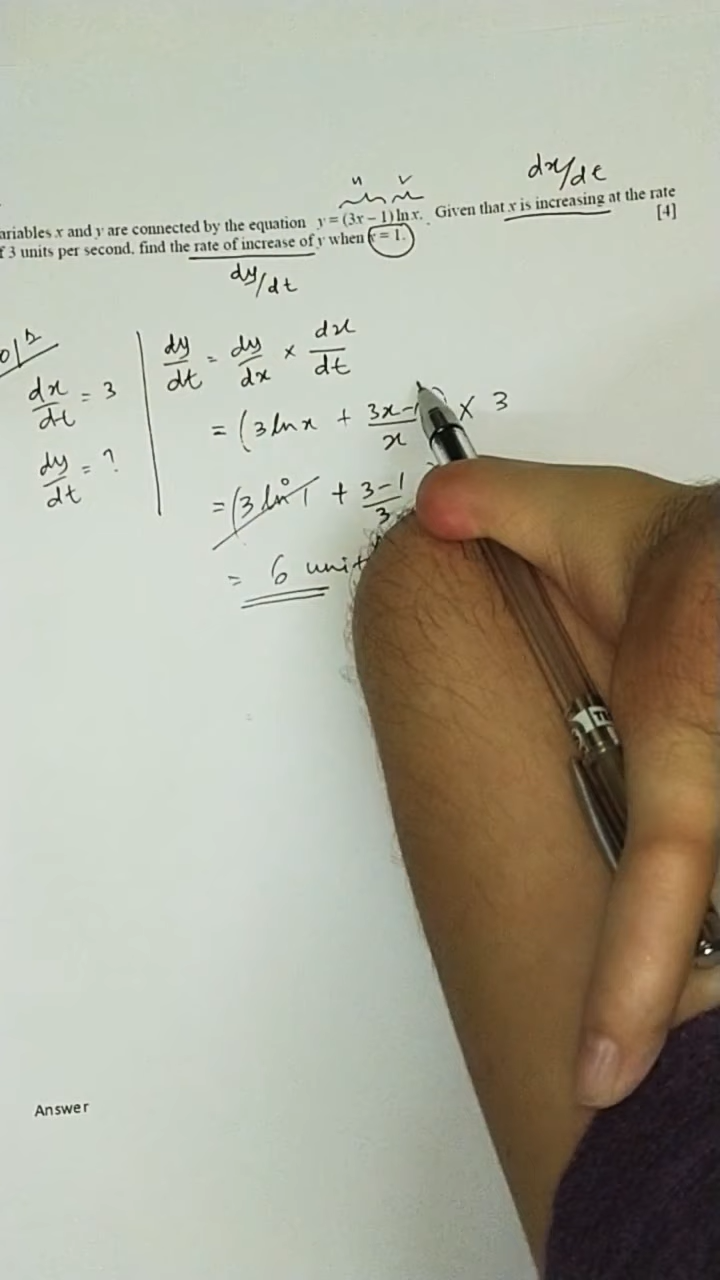 u v dx/dt
ariables x and y are connected by the equation y = (3x − 1) ln x. Given that x is increasing at the rate
f 3 units per second, find the rate of increase of y when x = 1. [4]
dy/dt
dx/dt = 3
dy/dt = ?
dy/dt = dy/dx × dx/dt
= (3 ln x + 3x- / x ) × 3
= (3 ln 1 0 + 3-1 / 3
= 6 unit
Answer